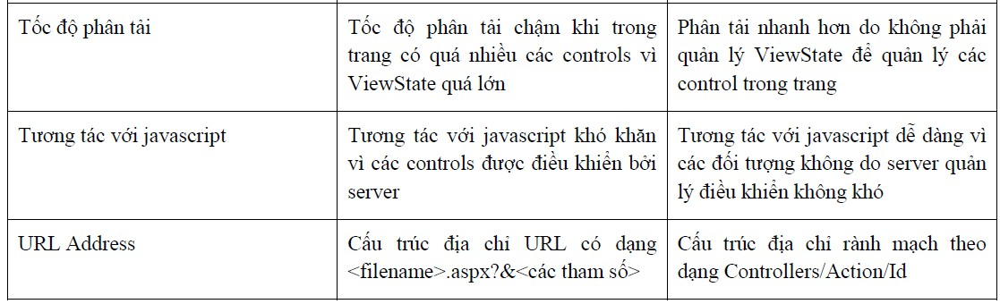 Tốc độ phân tải
Tốc độ phân tải chậm khi trong
trang có quá nhiều các controls vì
ViewState quá lớn
Phân tải nhanh hơn do không phải
quản lý ViewState để quản lý các
control trong trang
Tương tác với javascript
Tương tác với javascript khó khăn
vì các controls được điều khiển bởi
server
Tương tác với javascript dễ dàng vì
các đối tượng không do server quản
lý điều khiển không khó
URL Address
Cấu trúc địa chỉ URL có dạng
<filename>.aspx?&<các tham số>
Cấu trúc địa chỉ rành mạch theo
dạng Controllers/Action/Id